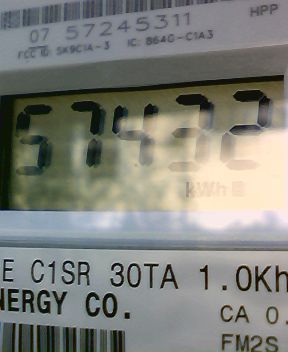 HPP
07 57245311
FCC ID: SK9C1A-3 IC: 864G-C1A3
57432
kWh
E C1SR 30TA 1.0Kh
NERGY CO.
CA 0.
FM2S